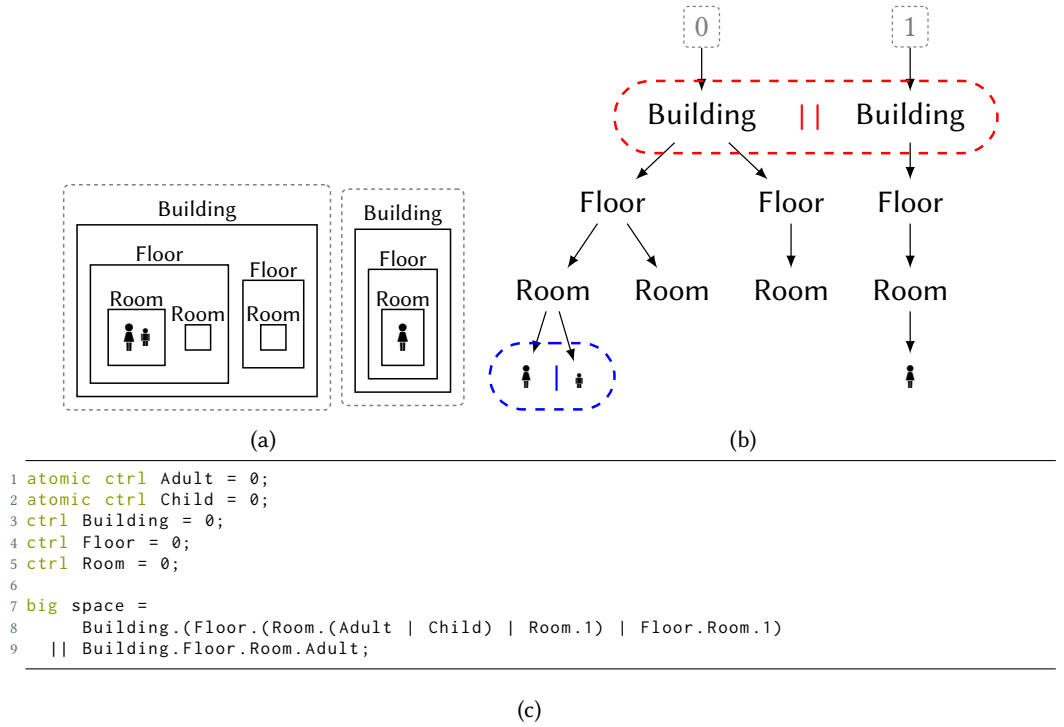 0 1
Building || Building
Floor Floor Floor
Room Room Room Room
|
Building
Floor
Floor
Room
Room
Room
Building
Floor
Room
(a) (b)
1 atomic ctrl Adult = 0;
2 atomic ctrl Child = 0;
3 ctrl Building = 0;
4 ctrl Floor = 0;
5 ctrl Room = 0;
6
7 big space =
8 Building.(Floor.(Room.(Adult | Child) | Room.1) | Floor.Room.1)
9 || Building.Floor.Room.Adult;
(c)